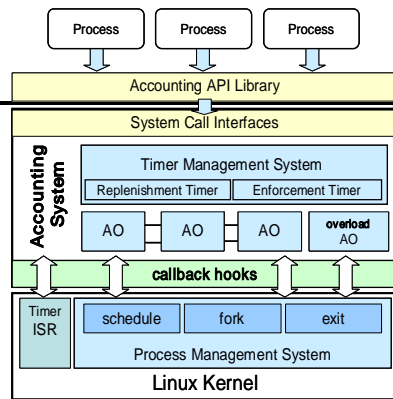 Process Process Process
Accounting API Library
System Call Interfaces
Accounting
System
Timer Management System
Replenishment Timer Enforcement Timer
AO AO AO overload
AO
callback hooks
Timer
ISR
schedule fork exit
Process Management System
Linux Kernel